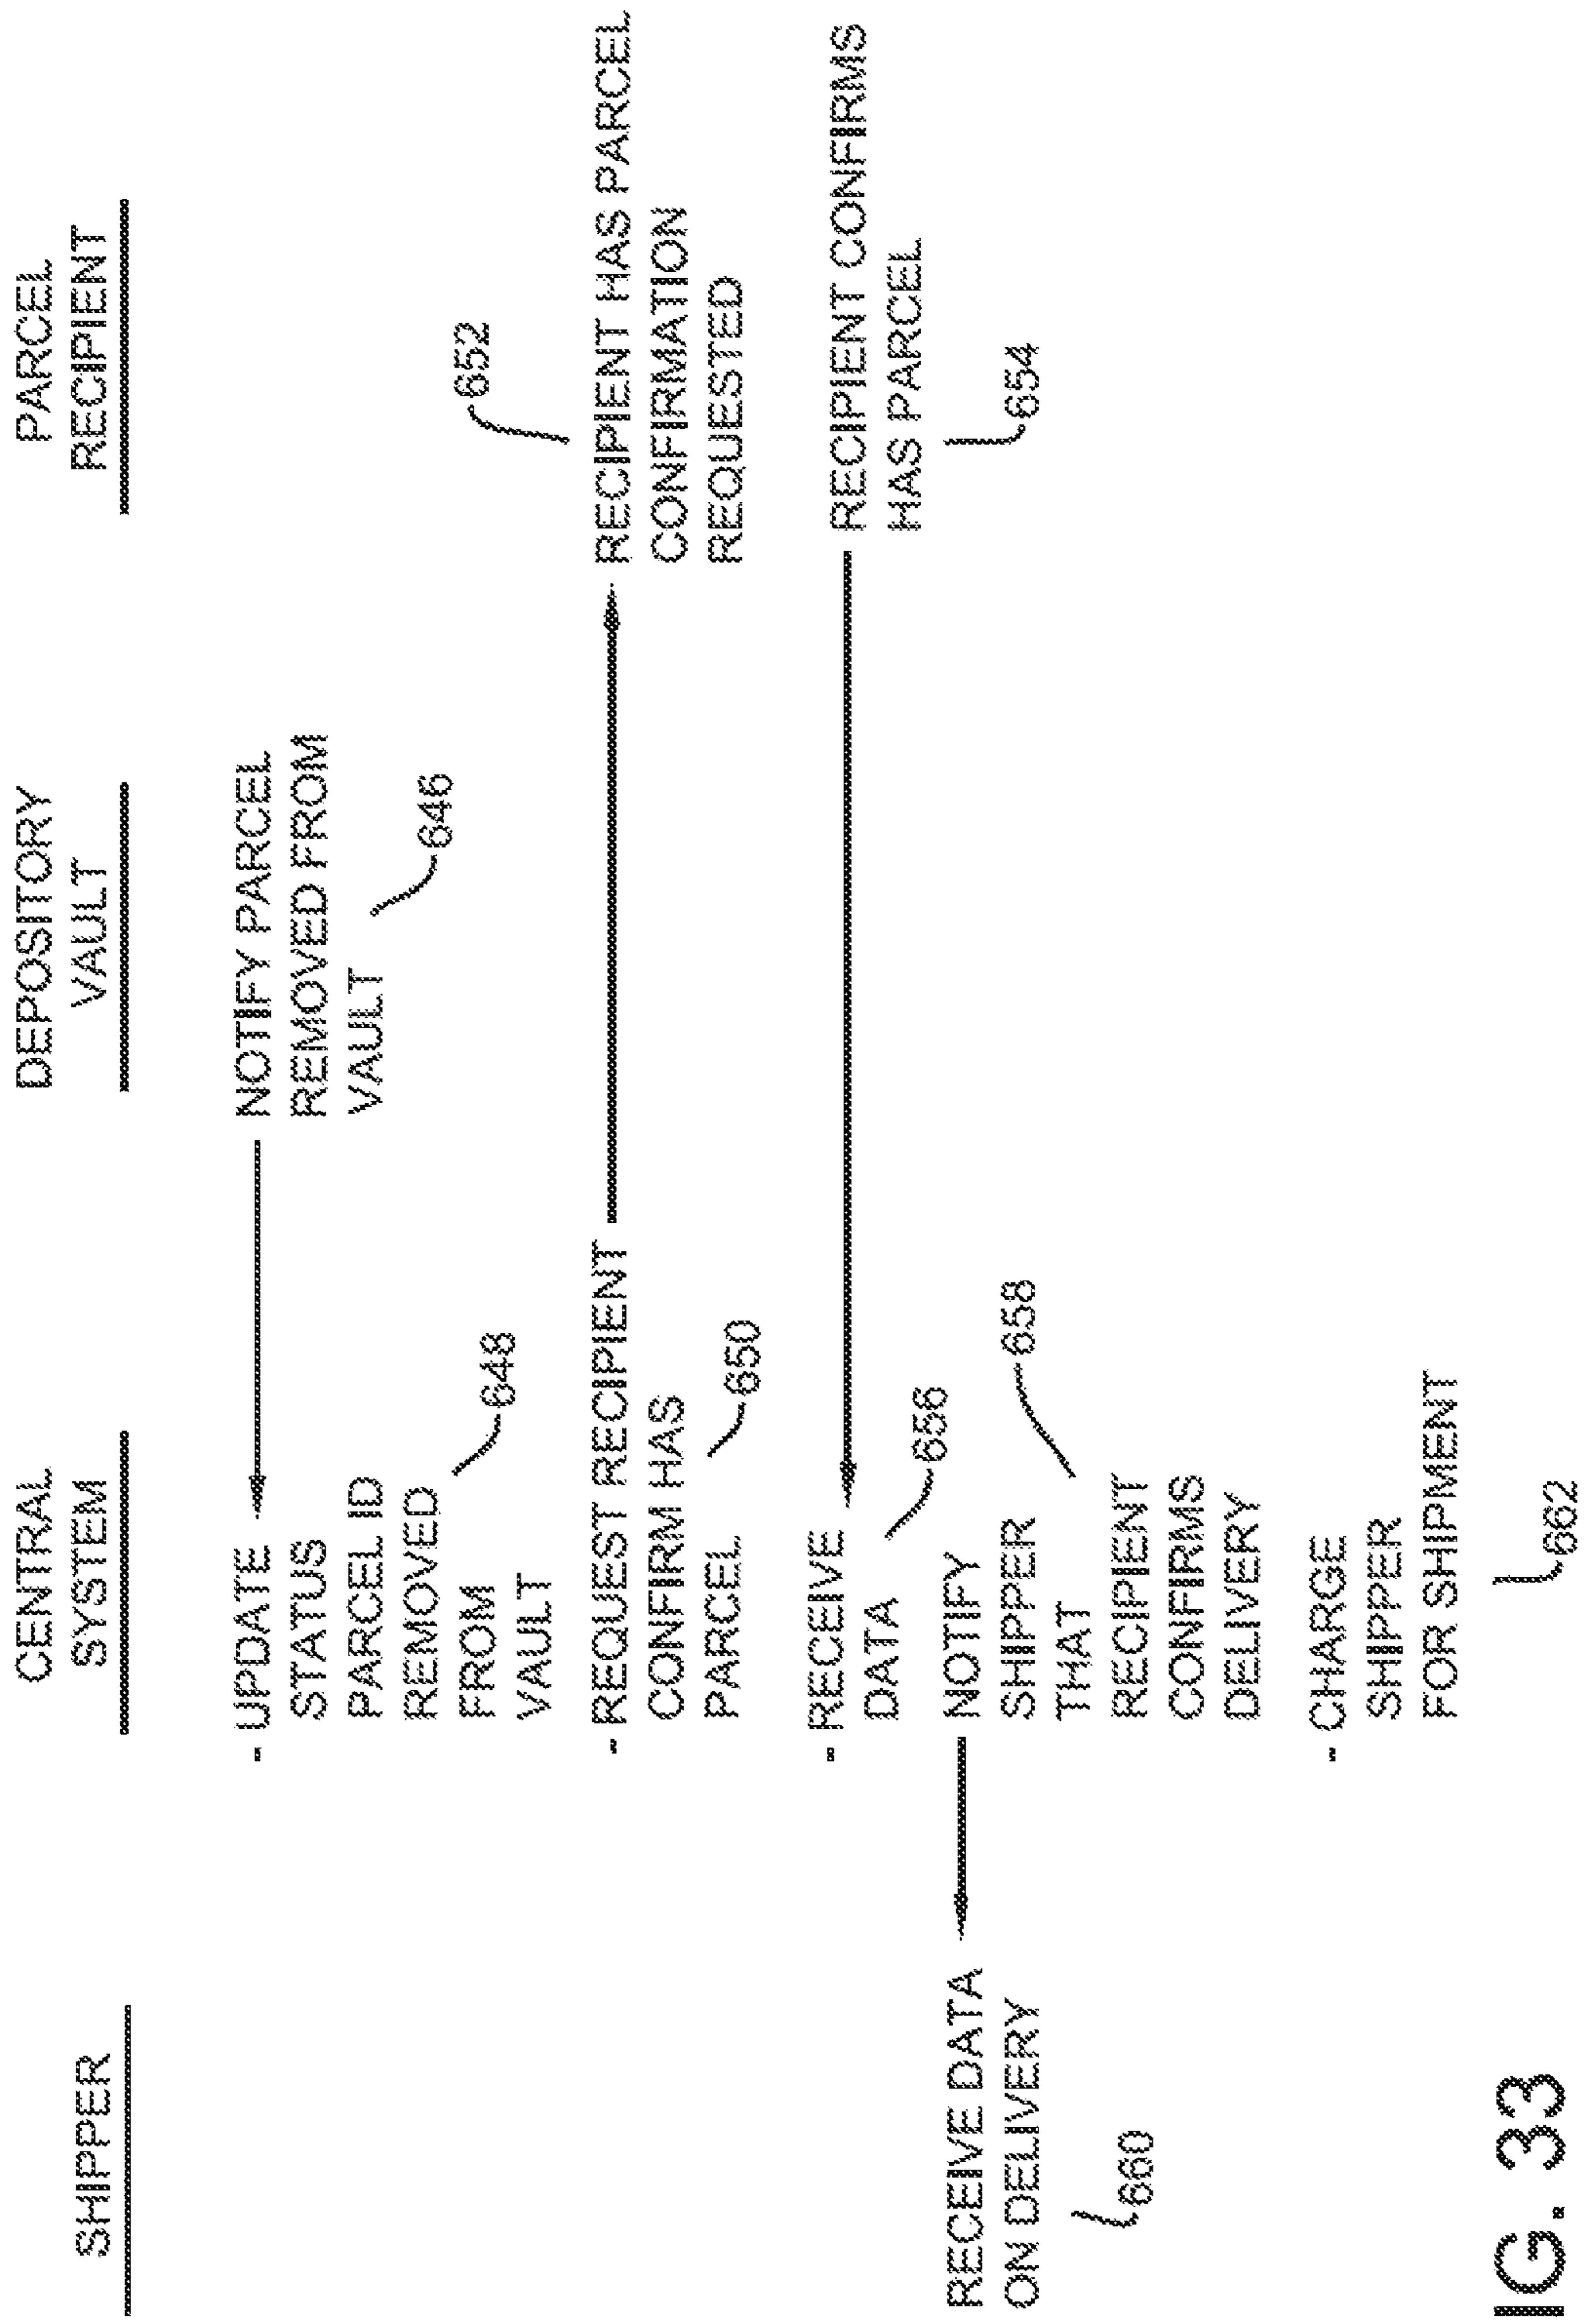 SHIPPER
CENTRAL
SYSTEM
DEPOSITORY
VAULT
PARCEL
RECIPIENT
NOTIFY PARCEL
REMOVED FROM
VAULT
646
- UPDATE
STATUS
PARCEL ID
REMOVED
FROM
VAULT
648
- REQUEST RECIPIENT
CONFIRM HAS
PARCEL
650
652
RECIPIENT HAS PARCEL
CONFIRMATION
REQUESTED
RECIPIENT CONFIRMS
HAS PARCEL
654
- RECEIVE
DATA
656
NOTIFY
SHIPPER
THAT
RECIPIENT
CONFIRMS
DELIVERY
658
RECEIVE DATA
ON DELIVERY
660
- CHARGE
SHIPPER
FOR SHIPMENT
662
IG. 33